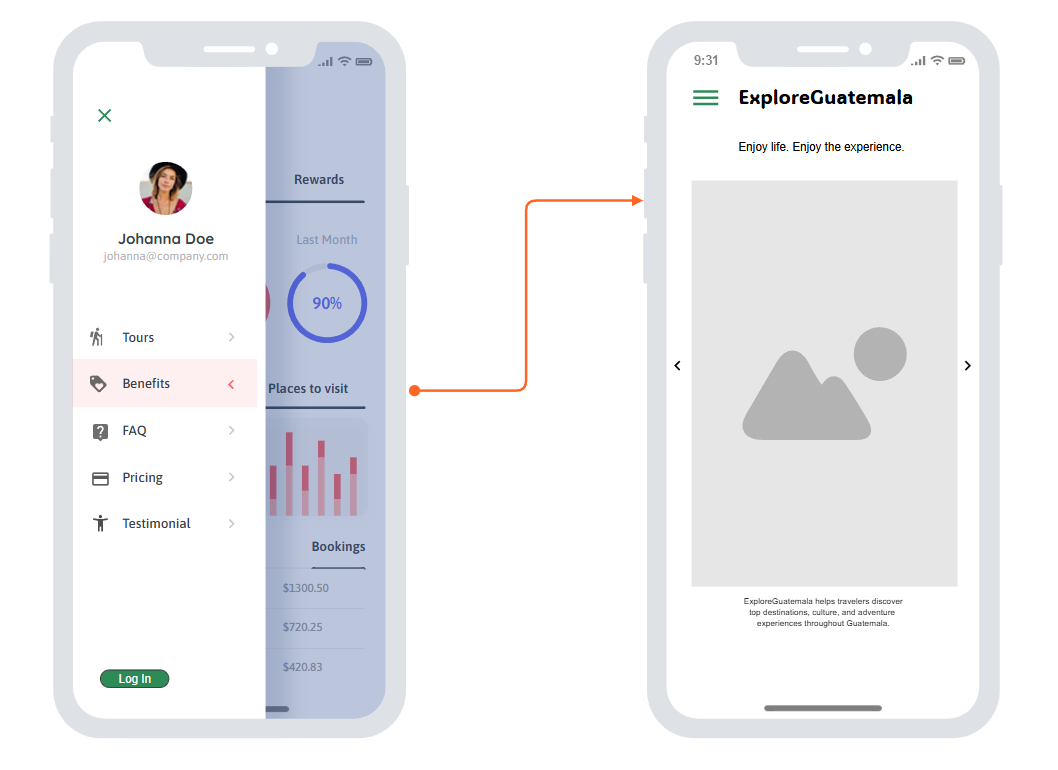 Rewards
Johanna Doe
johanna@company.com
Last Month
90%
Tours
Benefits
Places to visit
FAQ
Pricing
Testimonial
Bookings
$1300.50
$720.25
$420.83
Log In
9:31
ExploreGuatemala
Enjoy life. Enjoy the experience.
ExploreGuatemala helps travelers discover
top destinations, culture, and adventure
experiences throughout Guatemala.